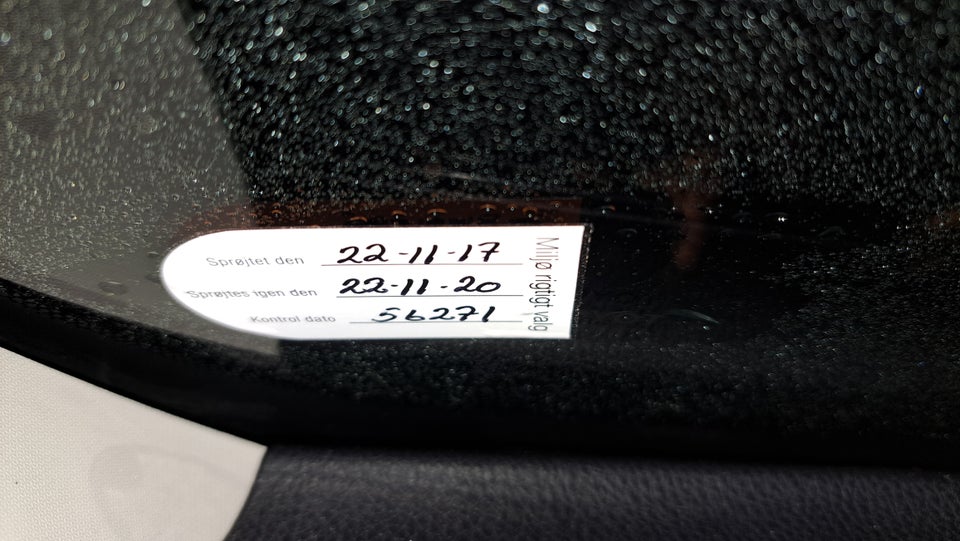 Sprøjtet den 22-11-17
Sprøjtes igen den 22-11-20
Kontrol dato 56271
Miljø rigtigt valg